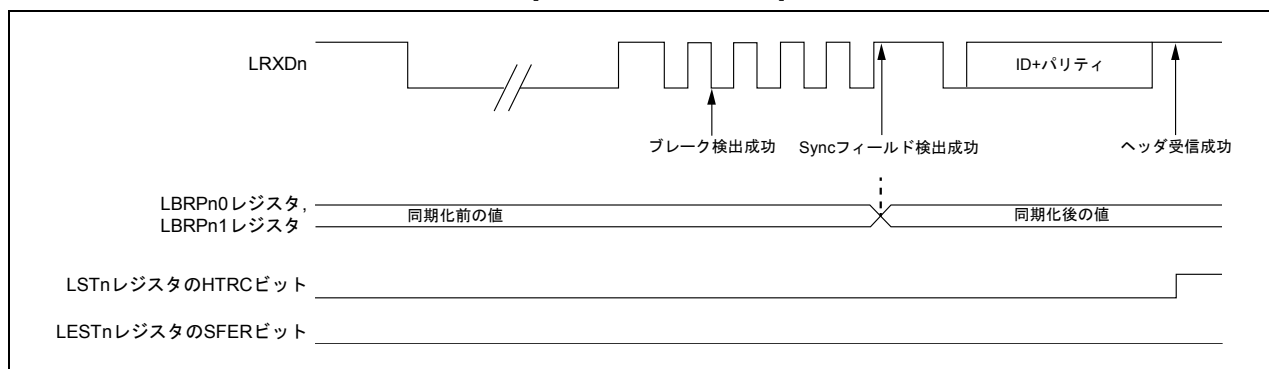 LRXDn
ID+パリティ
ブレーク検出成功
Syncフィールド検出成功
ヘッダ受信成功
LBRPn0レジスタ,
LBRPn1レジスタ
同期化前の値
同期化後の値
LSTnレジスタのHTRCビット
LESTnレジスタのSFERビット